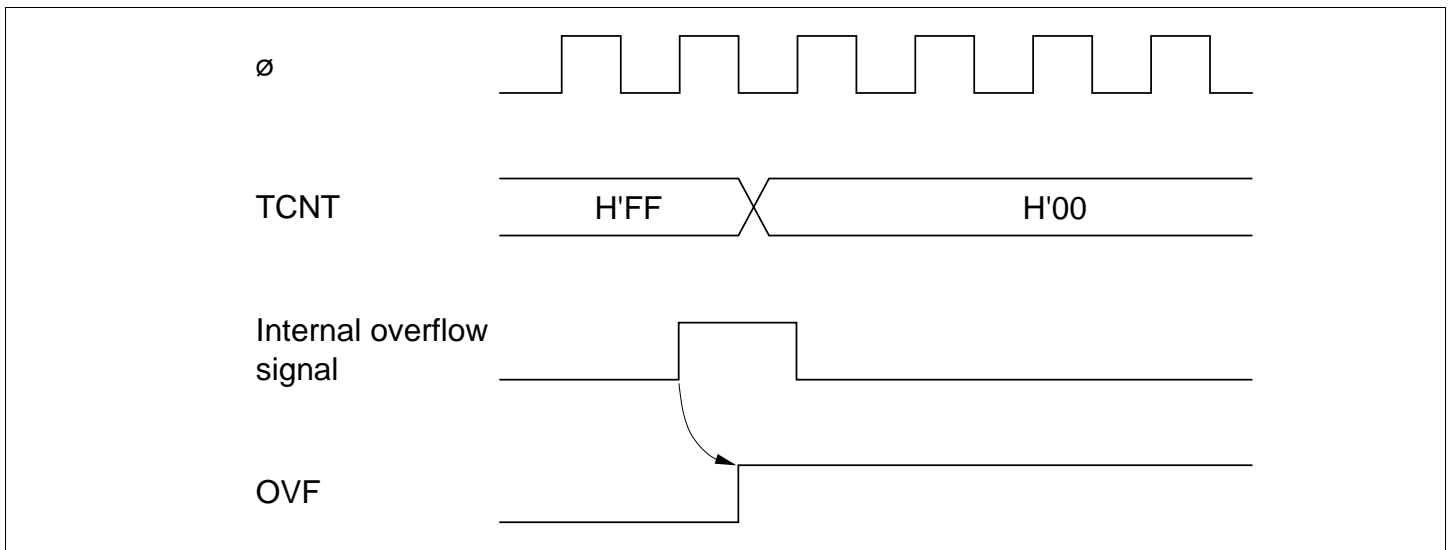 ø
TCNT
H'FF
H'00
Internal overflow
signal
OVF